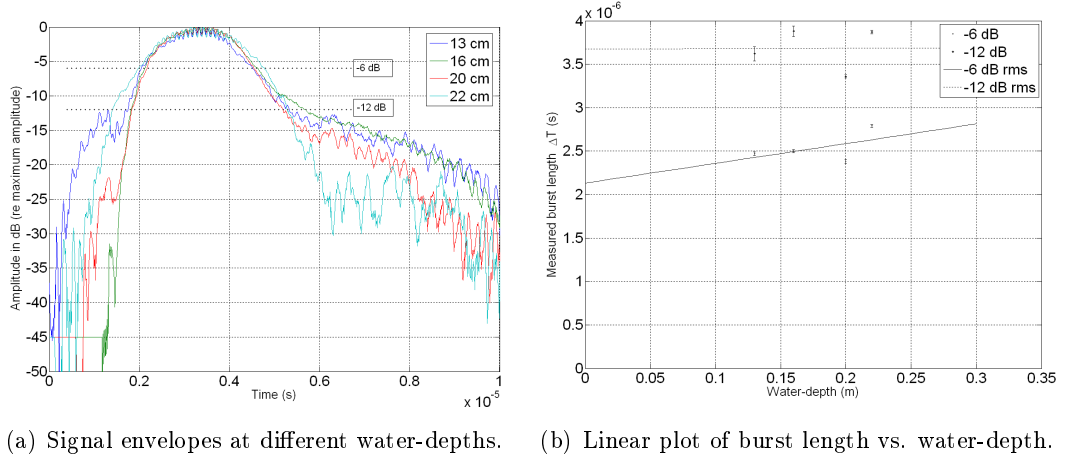 0
-5
-10
-15
-20
-25
-30
-35
-40
-45
-50
Amplitude in dB (re maximum amplitude)
13 cm
16 cm
20 cm
22 cm
-6 dB
-12 dB
0 0.2 0.4 0.6 0.8 1
Time (s)
x 10⁻⁵
(a) Signal envelopes at different water-depths.
x 10⁻⁶
4
3.5
3
2.5
2
1.5
1
0.5
0
Measured burst length ΔT (s)
-6 dB
-12 dB
-6 dB rms
-12 dB rms
0 0.05 0.1 0.15 0.2 0.25 0.3 0.35
Water-depth (m)
(b) Linear plot of burst length vs. water-depth.